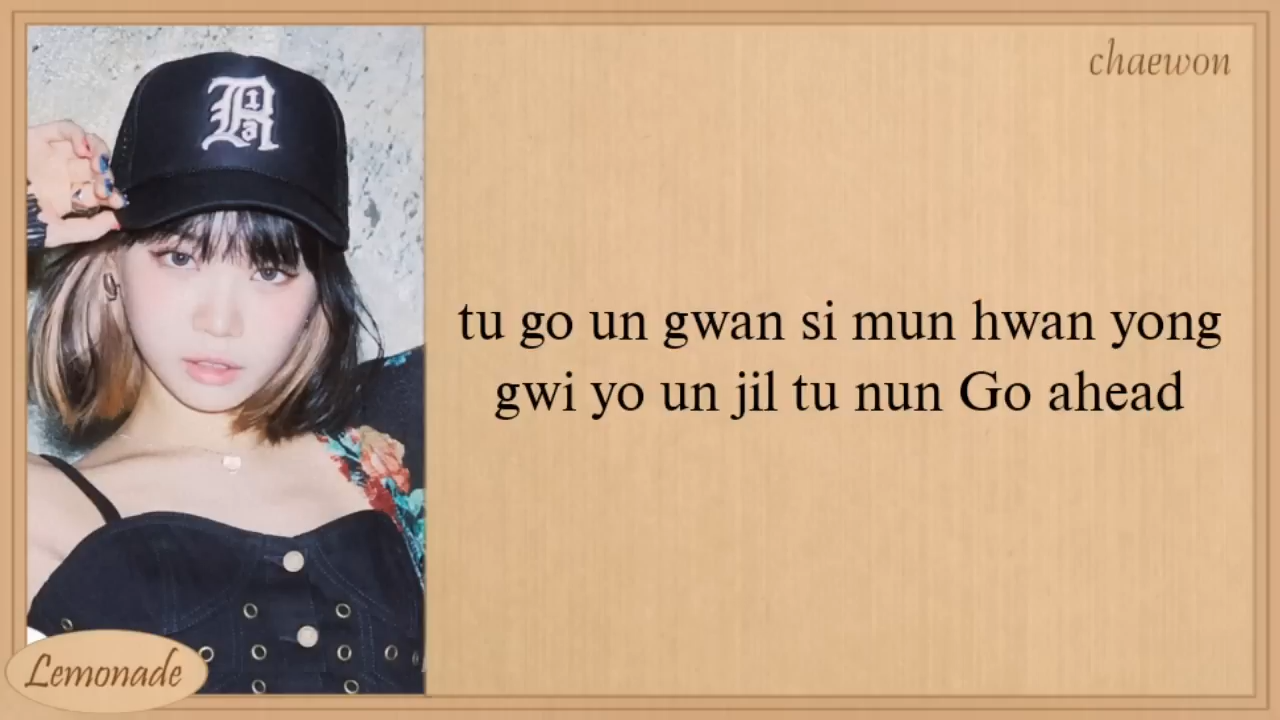 chaewon
tu go un gwan si mun hwan yong
gwi yo un jil tu nun Go ahead
Lemonade